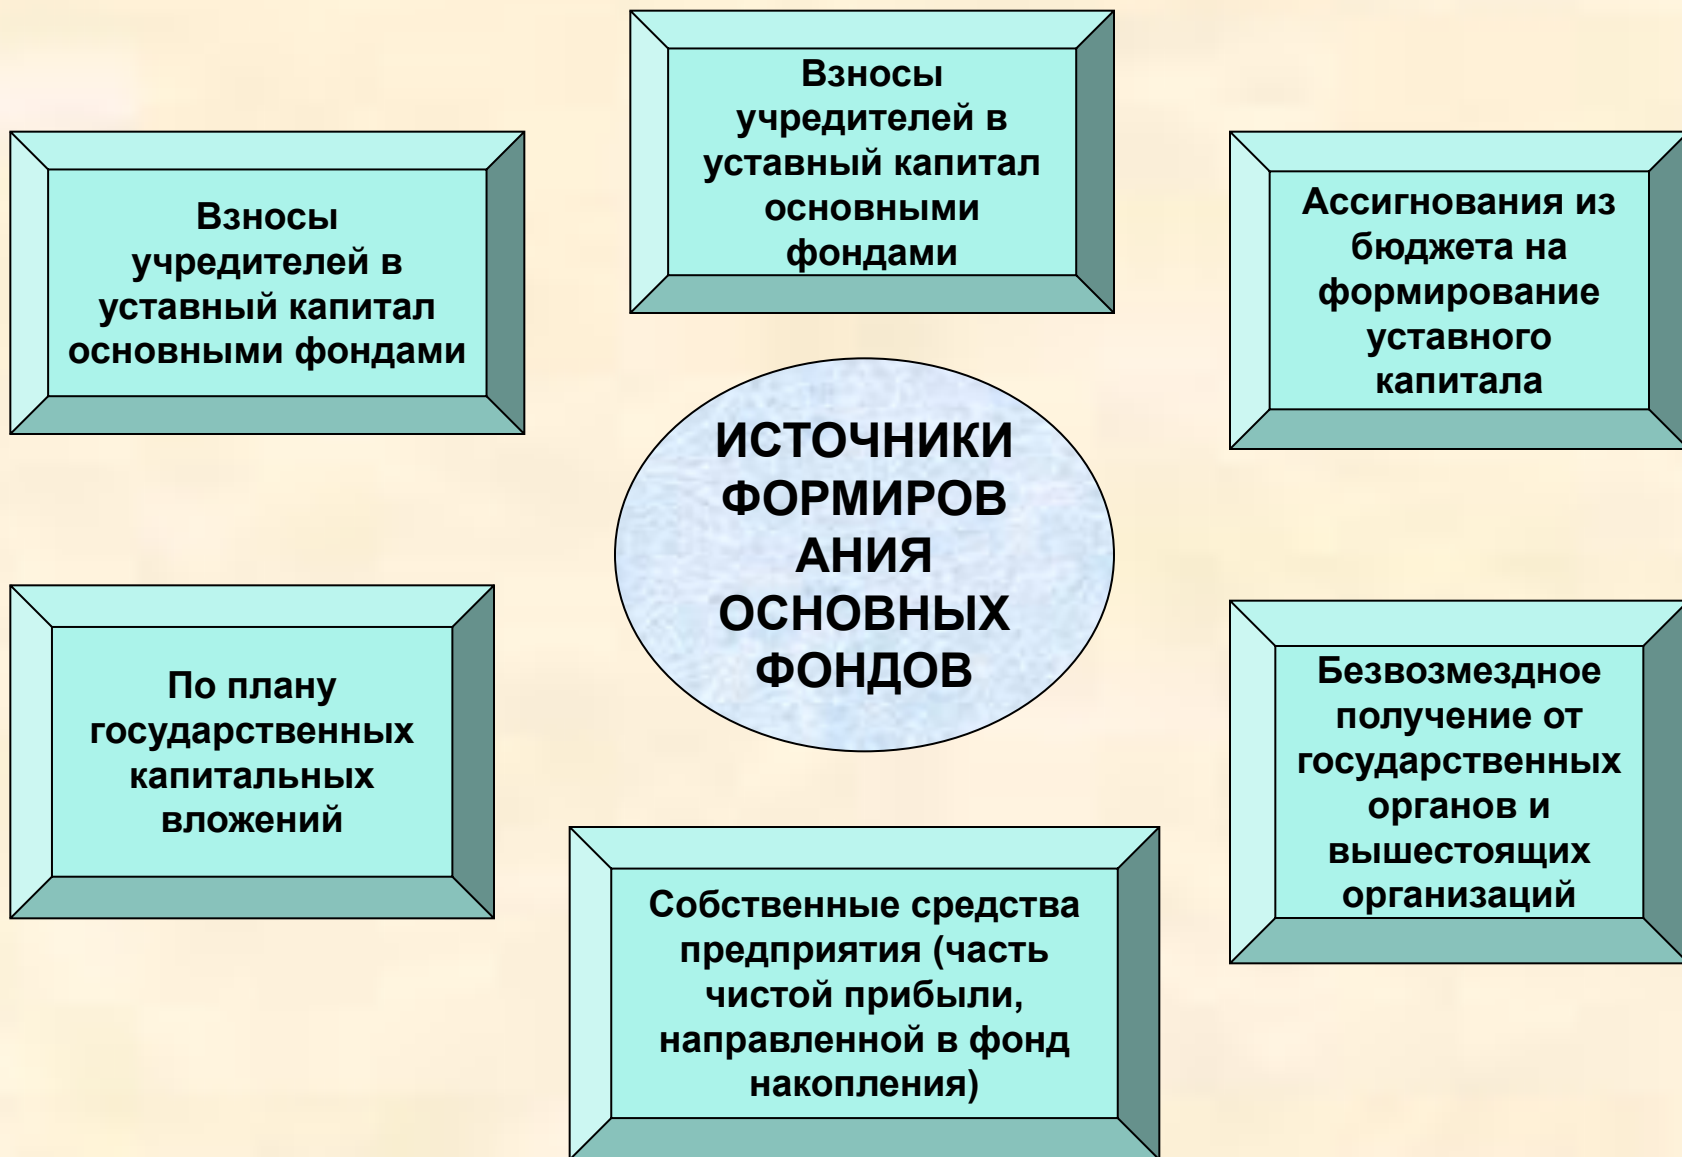 Взносы
учредителей в
уставный капитал
основными
фондами
Взносы
учредителей в
уставный капитал
основными фондами
Ассигнования из
бюджета на
формирование
уставного
капитала
ИСТОЧНИКИ
ФОРМИРОВ
АНИЯ
ОСНОВНЫХ
ФОНДОВ
По плану
государственных
капитальных
вложений
Безвозмездное
получение от
государственных
органов и
вышестоящих
организаций
Собственные средства
предприятия (часть
чистой прибыли,
направленной в фонд
накопления)